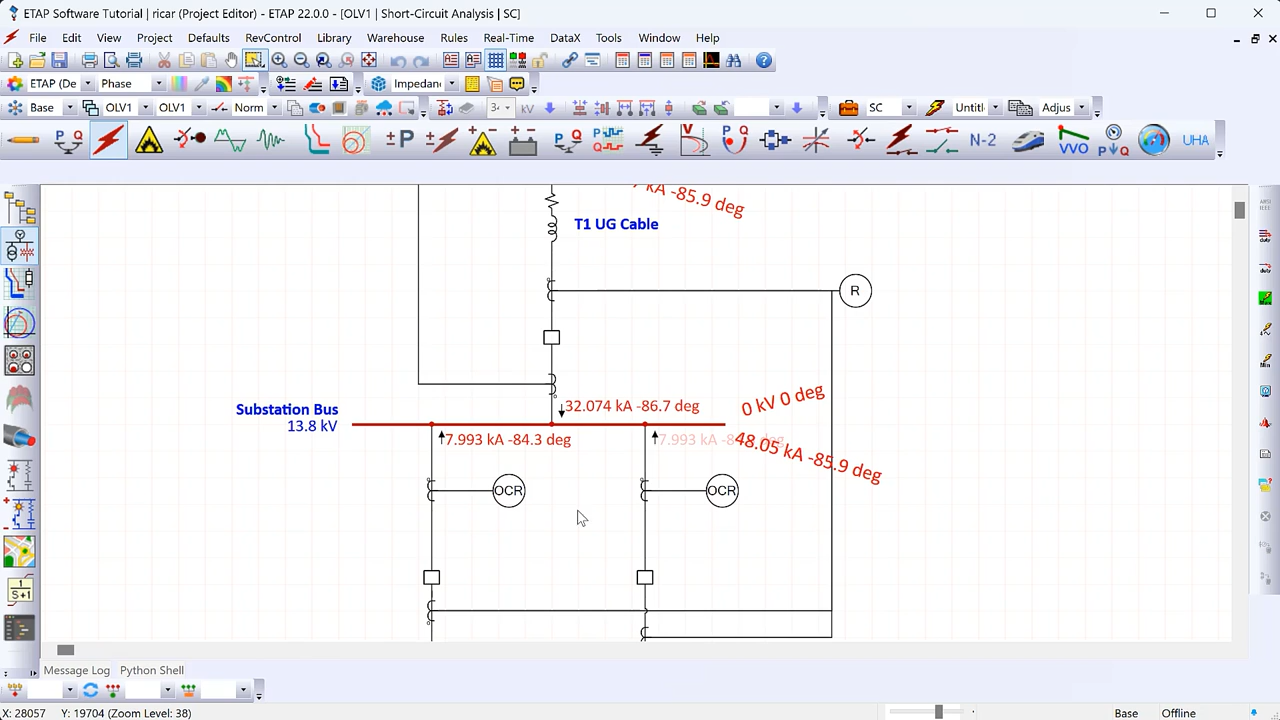 ETAP Software Tutorial | ricar (Project Editor) - ETAP 22.0.0 - [OLV1 | Short-Circuit Analysis | SC]
File Edit View Project Defaults RevControl Library Warehouse Rules Real-Time DataX Tools Window Help
ETAP (De Phase Impedanc
Base OLV1 OLV1 Norm kV SC Untitl Adjus
N-2 VVO UHA
-85.9 deg
T1 UG Cable
R
32.074 kA -86.7 deg
0 kV 0 deg
Substation Bus
13.8 kV
7.993 kA -84.3 deg
7.993 kA
48.05 kA -85.9 deg
OCR
OCR
Message Log Python Shell
X: 28057 Y: 19704 (Zoom Level: 38) Base Offline